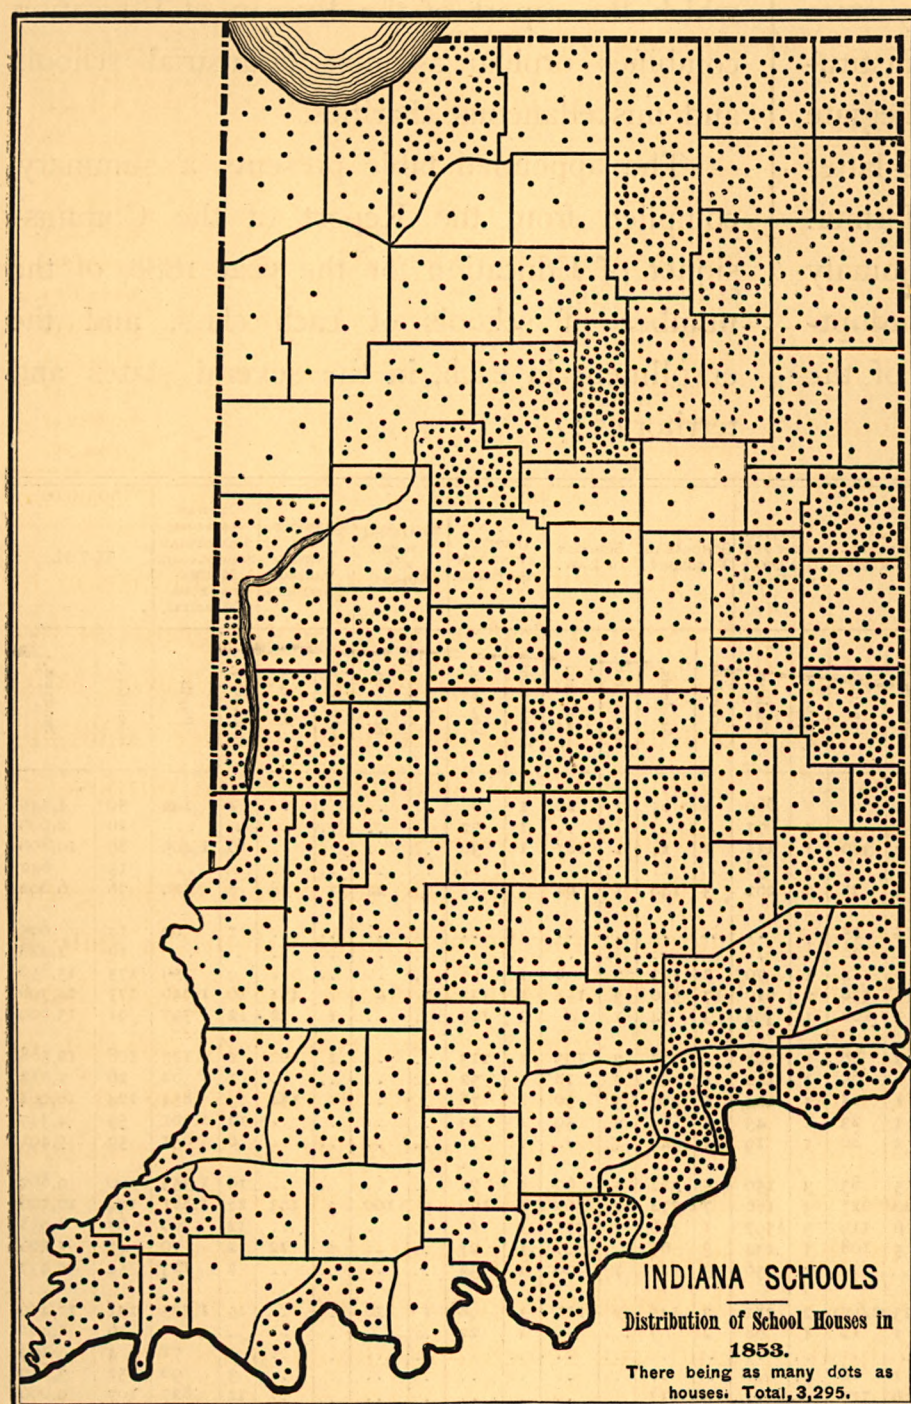 INDIANA SCHOOLS
Distribution of School Houses in
1853.
There being as many dots as
houses. Total, 3,295.